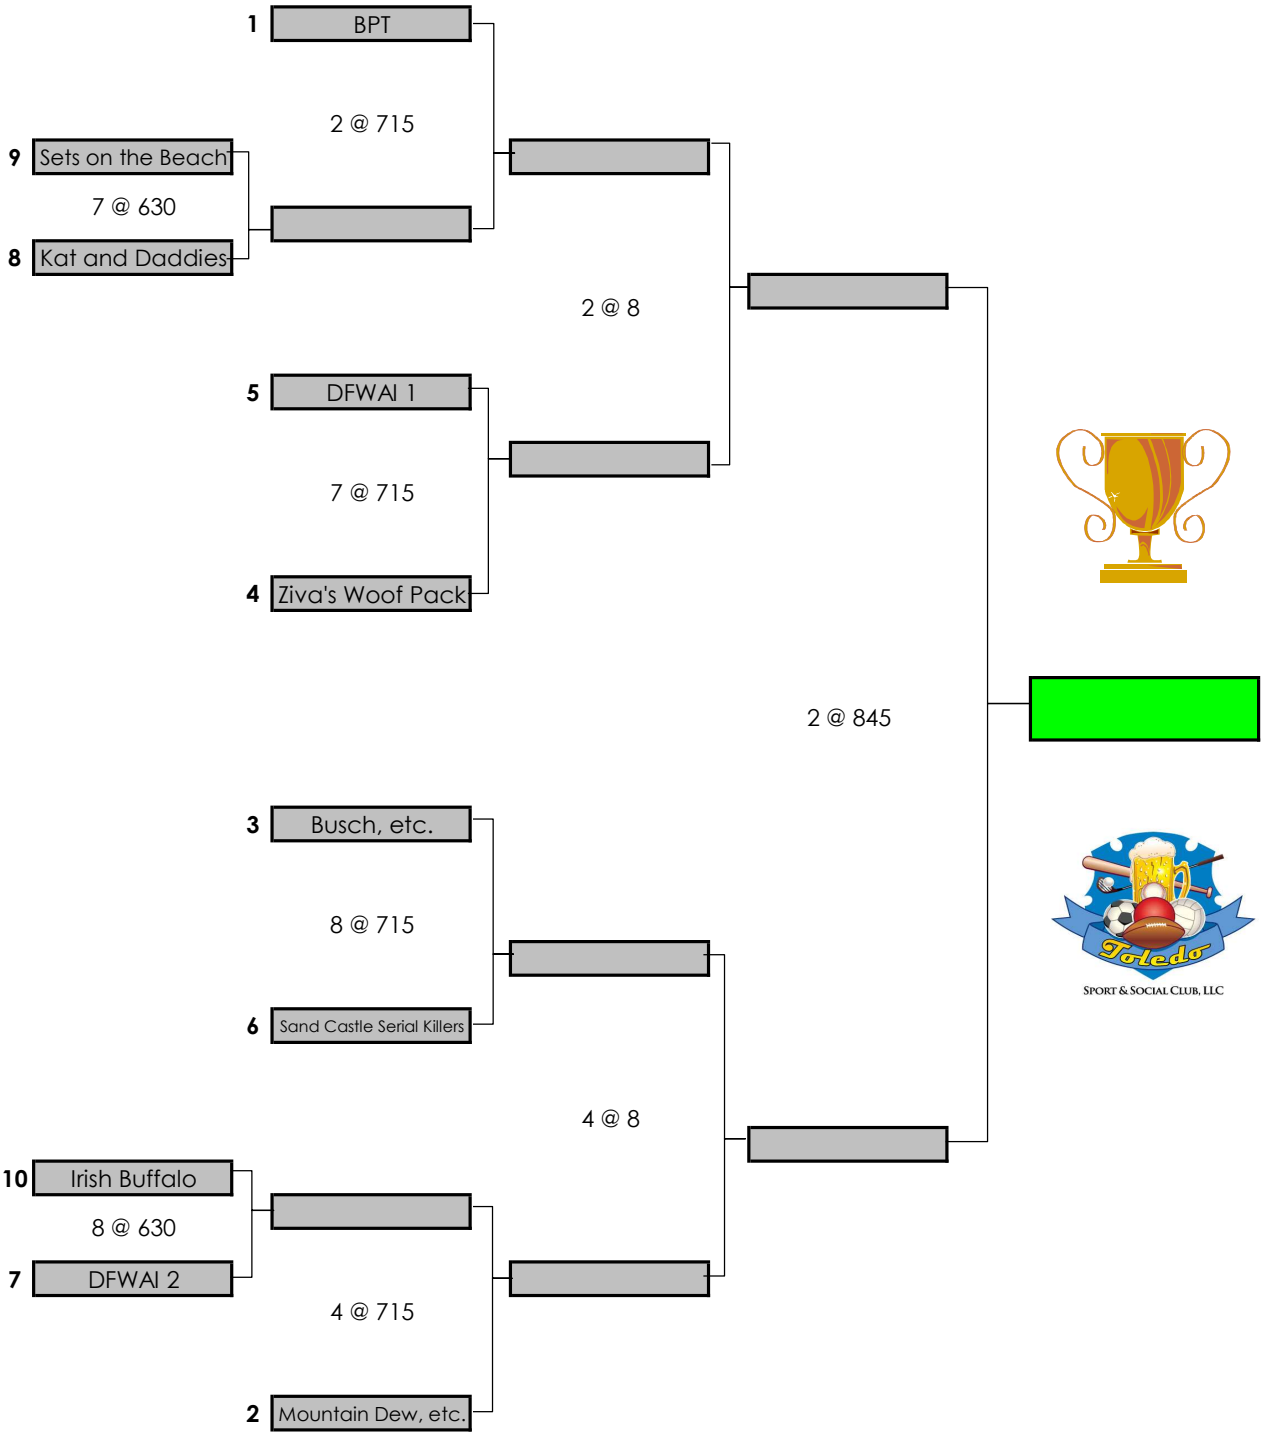 1 BPT
2 @ 715
9 Sets on the Beach
7 @ 630
8 Kat and Daddies
2 @ 8
5 DFWAI 1
7 @ 715
4 Ziva's Woof Pack
2 @ 845
3 Busch, etc.
8 @ 715
6 Sand Castle Serial Killers
4 @ 8
10 Irish Buffalo
8 @ 630
7 DFWAI 2
4 @ 715
2 Mountain Dew, etc.
Toledo
SPORT & SOCIAL CLUB, LLC